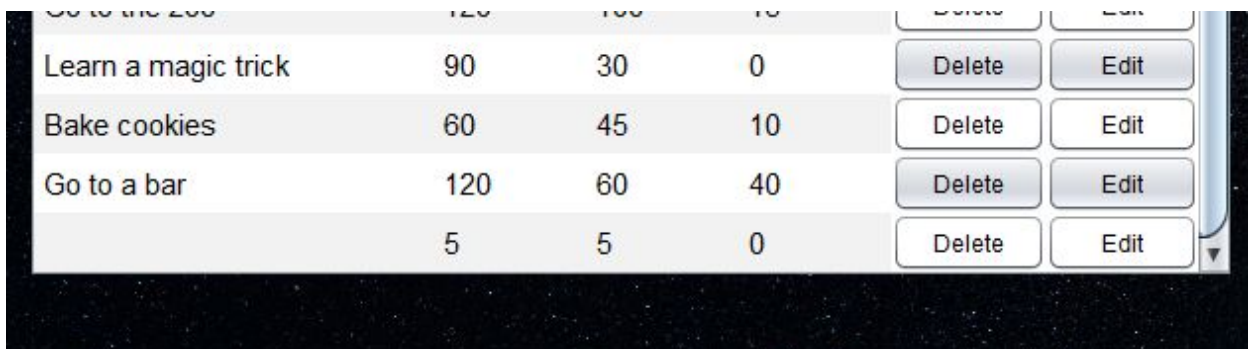 Learn a magic trick 90 30 0 Delete Edit
Bake cookies 60 45 10 Delete Edit
Go to a bar 120 60 40 Delete Edit
5 5 0 Delete Edit